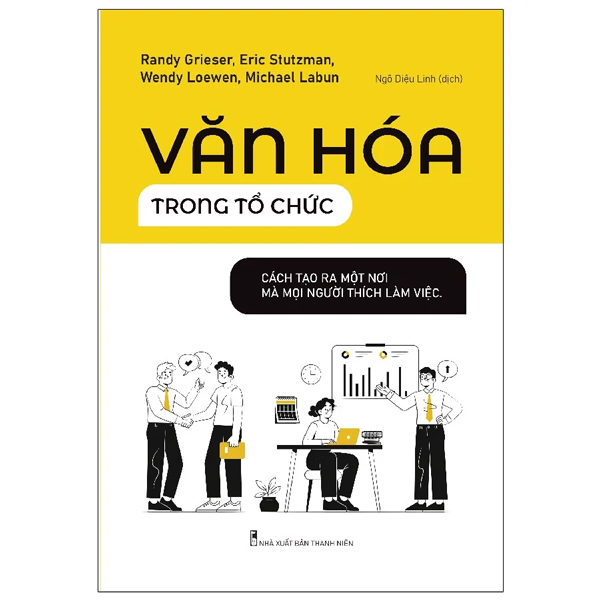 Randy Grieser, Eric Stutzman,
Wendy Loewen, Michael Labun
Ngô Diệu Linh (dịch)
VĂN HÓA
TRONG TỔ CHỨC
CÁCH TẠO RA MỘT NƠI
MÀ MỌI NGƯỜI THÍCH LÀM VIỆC.
NHÀ XUẤT BẢN THANH NIÊN